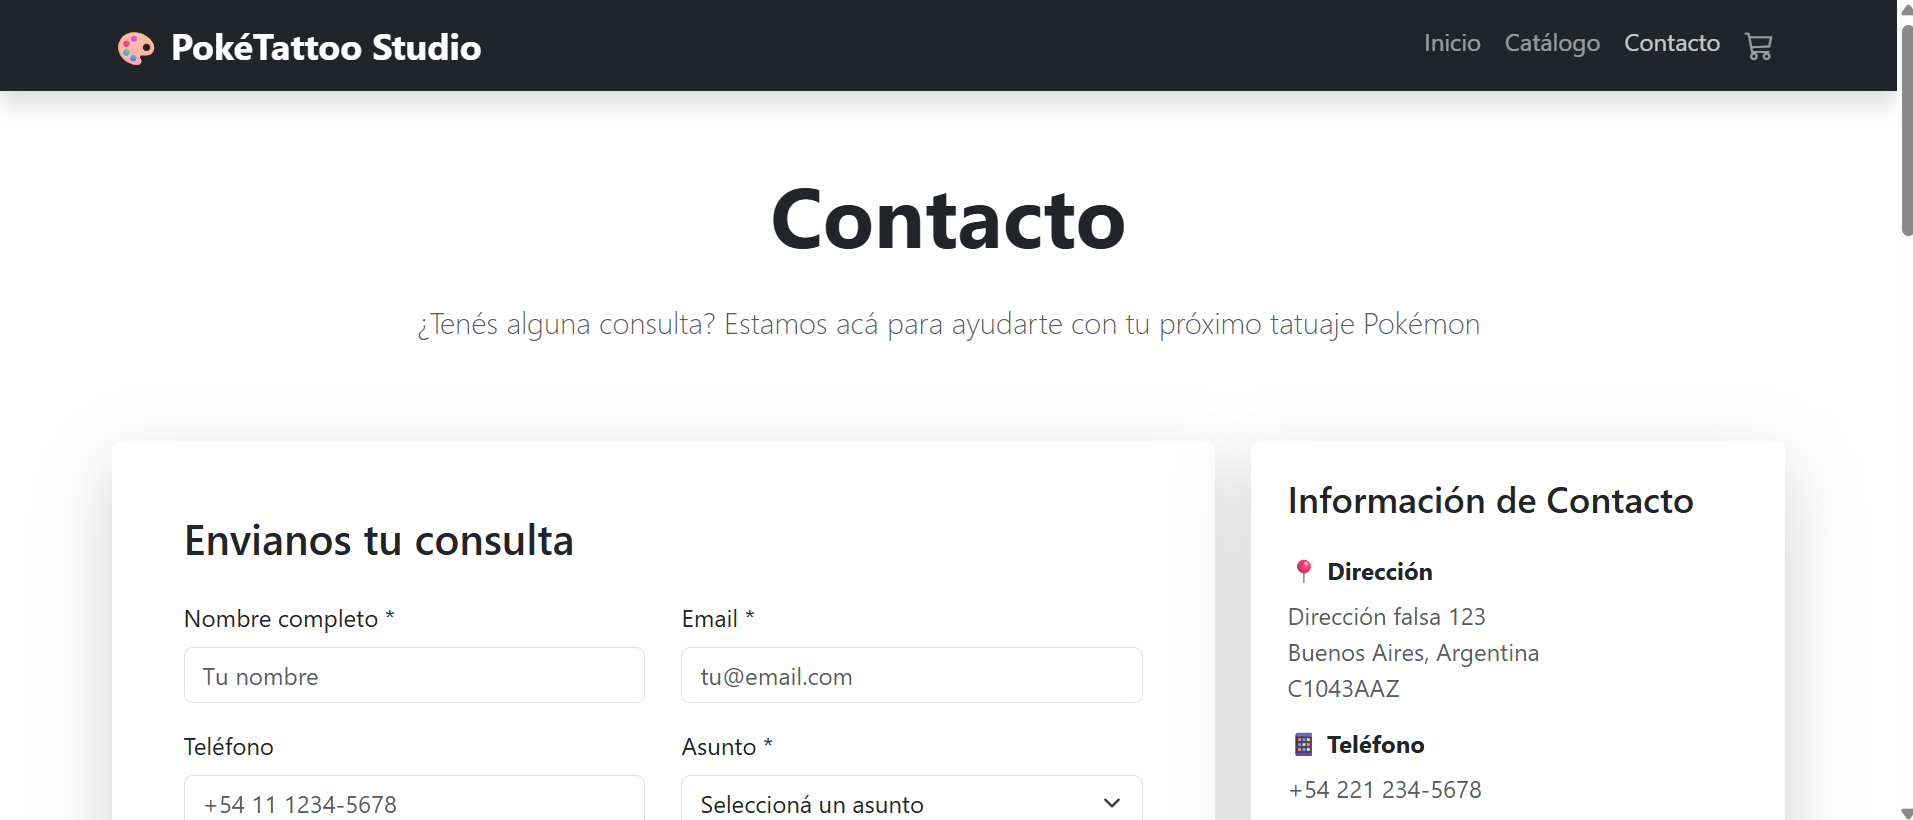 PokéTattoo Studio
Inicio Catálogo Contacto
Contacto
¿Tenés alguna consulta? Estamos acá para ayudarte con tu próximo tatuaje Pokémon
Envianos tu consulta
Nombre completo *
Tu nombre
Email *
tu@email.com
Teléfono
+54 11 1234-5678
Asunto *
Seleccioná un asunto
Información de Contacto
Dirección
Dirección falsa 123
Buenos Aires, Argentina
C1043AAZ
Teléfono
+54 221 234-5678